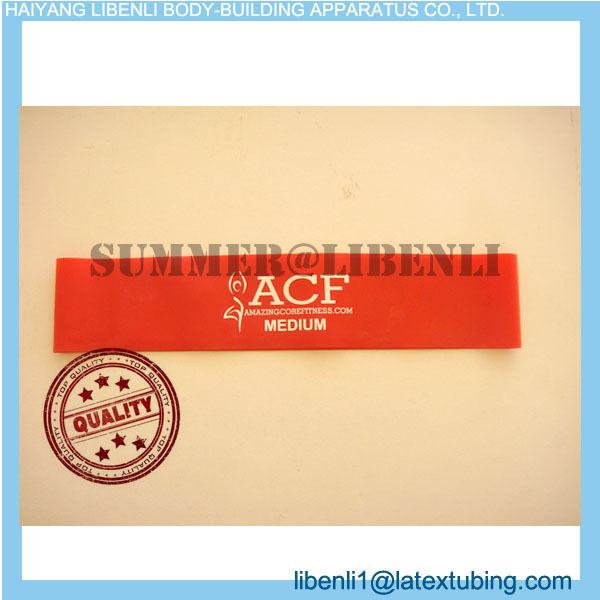 HAIYANG LIBENLI BODY-BUILDING APPARATUS CO., LTD.
SUMMER@LIBENLI
ACF
AMAZINGCOREFITNESS.COM
MEDIUM
TOP QUALITY
QUALITY
TOP QUALITY
libenli1@latextubing.com